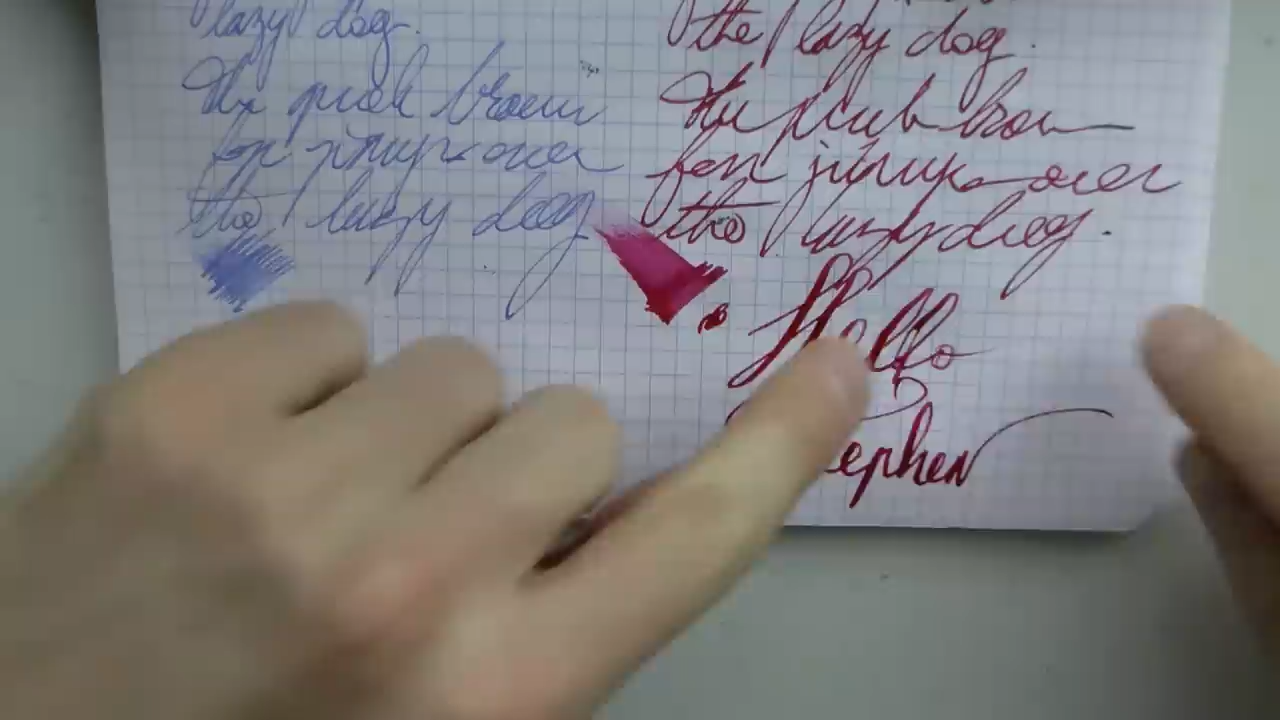 lazy dog.
The quick brown
fox jumps over
the lazy dog
the lazy dog.
The quick brown
fox jumps over
the lazy dog.
Hello
Stephen